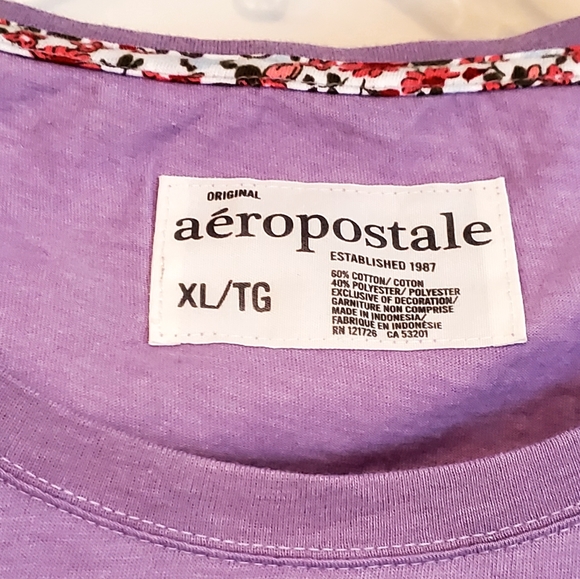 ORIGINAL
aéropostale
ESTABLISHED 1987
XL/TG
60% COTTON/ COTON
40% POLYESTER/ POLYESTER
EXCLUSIVE OF DECORATION/
GARNITURE NON COMPRISE
MADE IN INDONESIA/
FABRIQUÉ EN INDONÉSIE
RN 121726 CA 53201